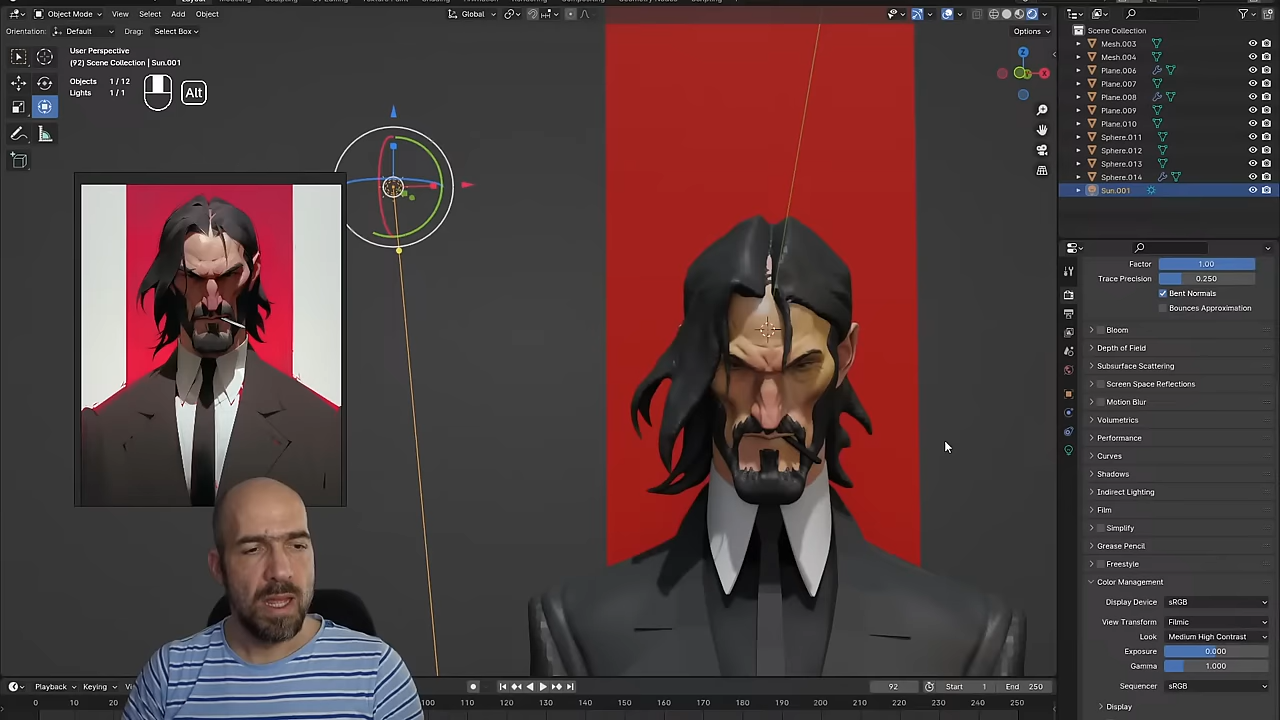 Object Mode View Select Add Object Global
Orientation: Default Drag: Select Box Options
User Perspective
(92) Scene Collection | Sun.001
Objects 1/12
Lights 1/1
Alt
Scene Collection
Mesh.003
Mesh.004
Plane.006
Plane.007
Plane.008
Plane.009
Plane.010
Sphere.011
Sphere.012
Sphere.013
Sphere.014
Sun.001
Factor 1.00
Trace Precision 0.250
Bent Normals
Bounces Approximation
Bloom
Depth of Field
Subsurface Scattering
Screen Space Reflections
Motion Blur
Volumetrics
Performance
Curves
Shadows
Indirect Lighting
Film
Simplify
Grease Pencil
Freestyle
Color Management
Display Device sRGB
View Transform Filmic
Look Medium High Contrast
Exposure 0.000
Gamma 1.000
Sequencer sRGB
Display
Playback Keying 92 Start 1 End 250
0 10 20 100 110 120 130 140 150 160 170 180 190 200 210 220 230 240 250